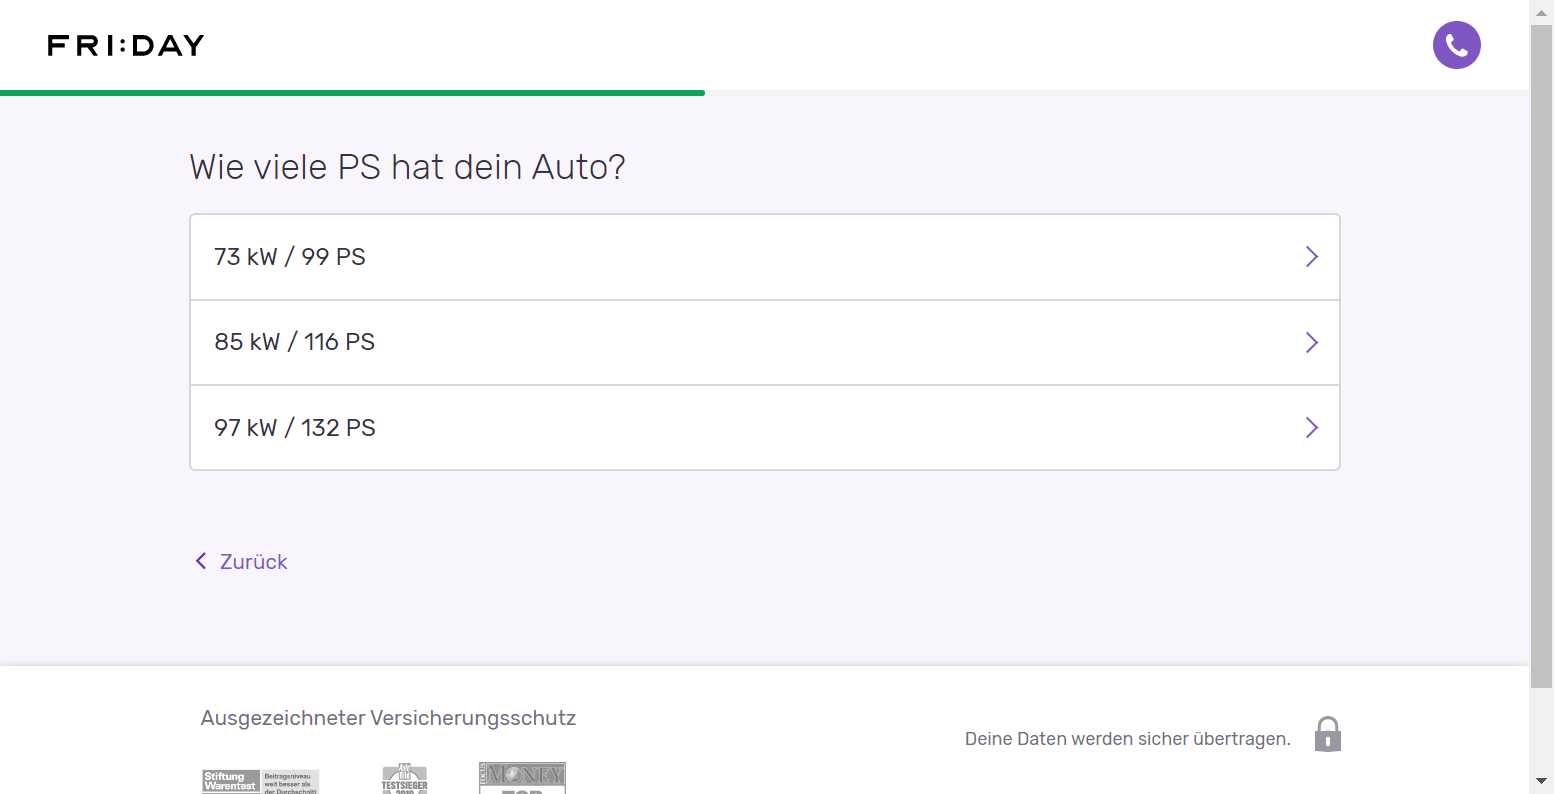 FRI:DAY
Wie viele PS hat dein Auto?
73 kW / 99 PS
85 kW / 116 PS
97 kW / 132 PS
Zurück
Ausgezeichneter Versicherungsschutz
Deine Daten werden sicher übertragen.
Stiftung
Warentest
Beitragsniveau
weit besser als
der Durchschnitt
TESTSIEGER
2019
FOCUS
MONEY
TOP